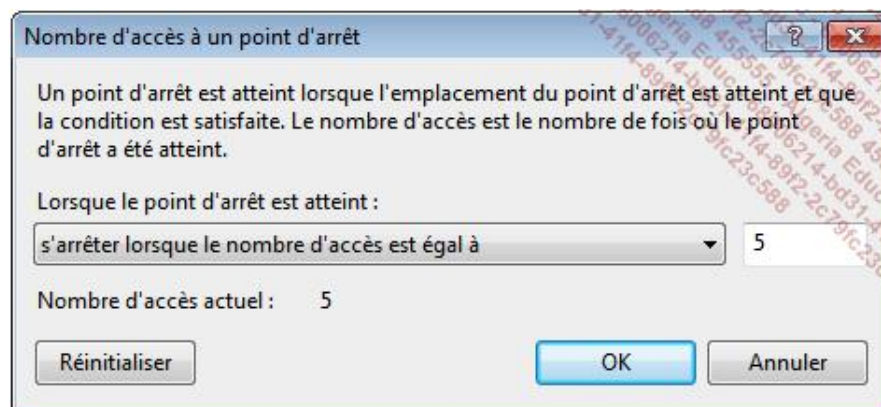 Nombre d'accès à un point d'arrêt
Un point d'arrêt est atteint lorsque l'emplacement du point d'arrêt est atteint et que
la condition est satisfaite. Le nombre d'accès est le nombre de fois où le point
d'arrêt a été atteint.
Lorsque le point d'arrêt est atteint :
s'arrêter lorsque le nombre d'accès est égal à
5
Nombre d'accès actuel : 5
Réinitialiser
OK
Annuler